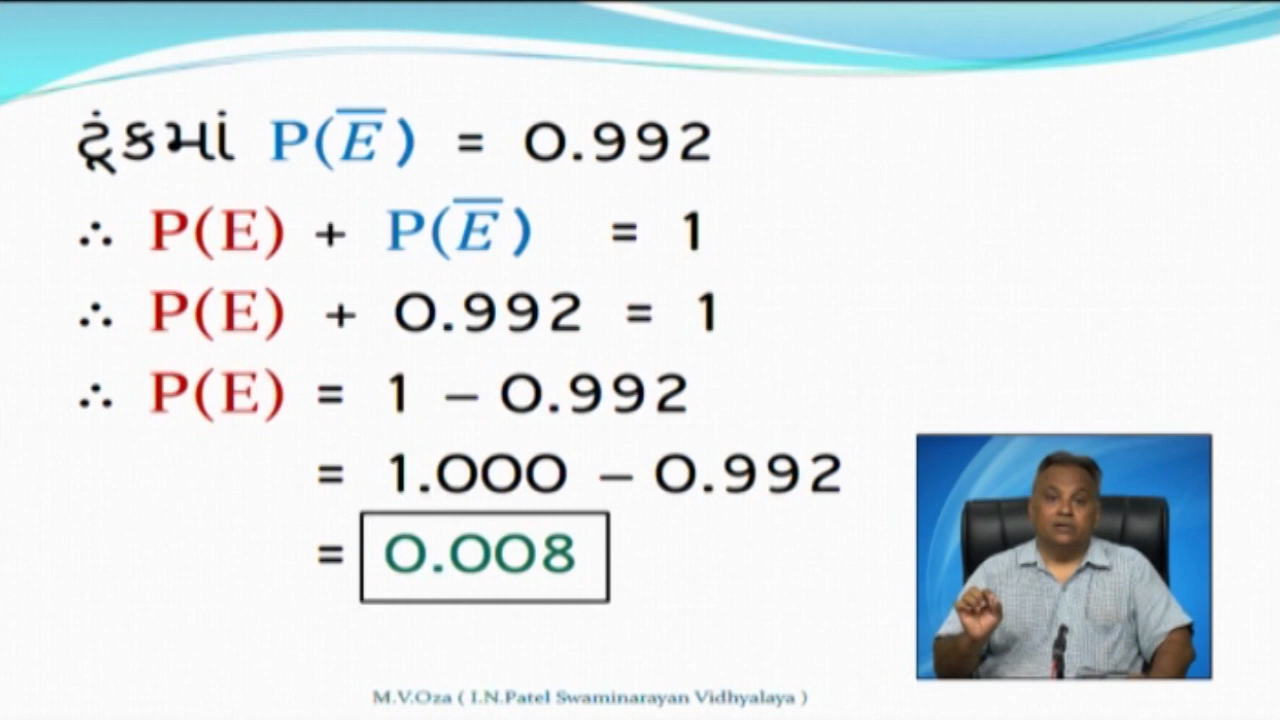 ટૂંકમાં P(E̅) = 0.992
∴ P(E) + P(E̅) = 1
∴ P(E) + 0.992 = 1
∴ P(E) = 1 – 0.992
= 1.000 – 0.992
= 0.008
M.V.Oza ( I.N.Patel Swaminarayan Vidhyalaya )